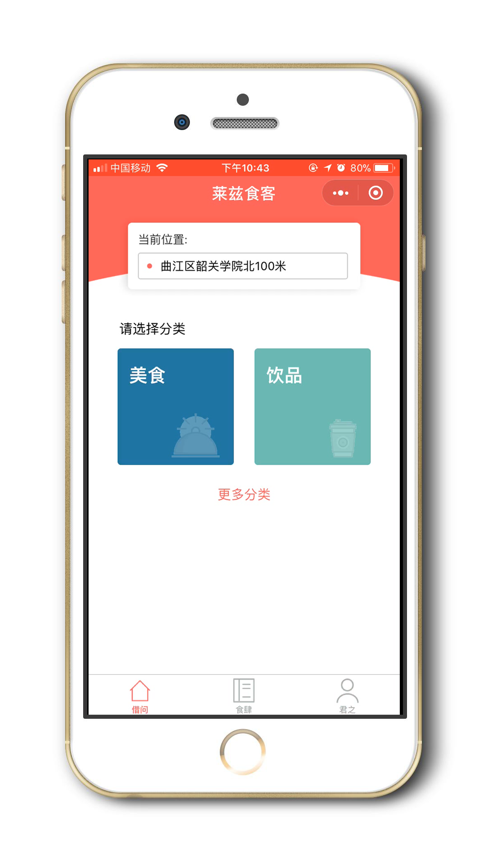 中国移动 下午10:43 80%
莱兹食客
当前位置:
曲江区韶关学院北100米
请选择分类
美食 饮品
更多分类
借问 食肆 君之